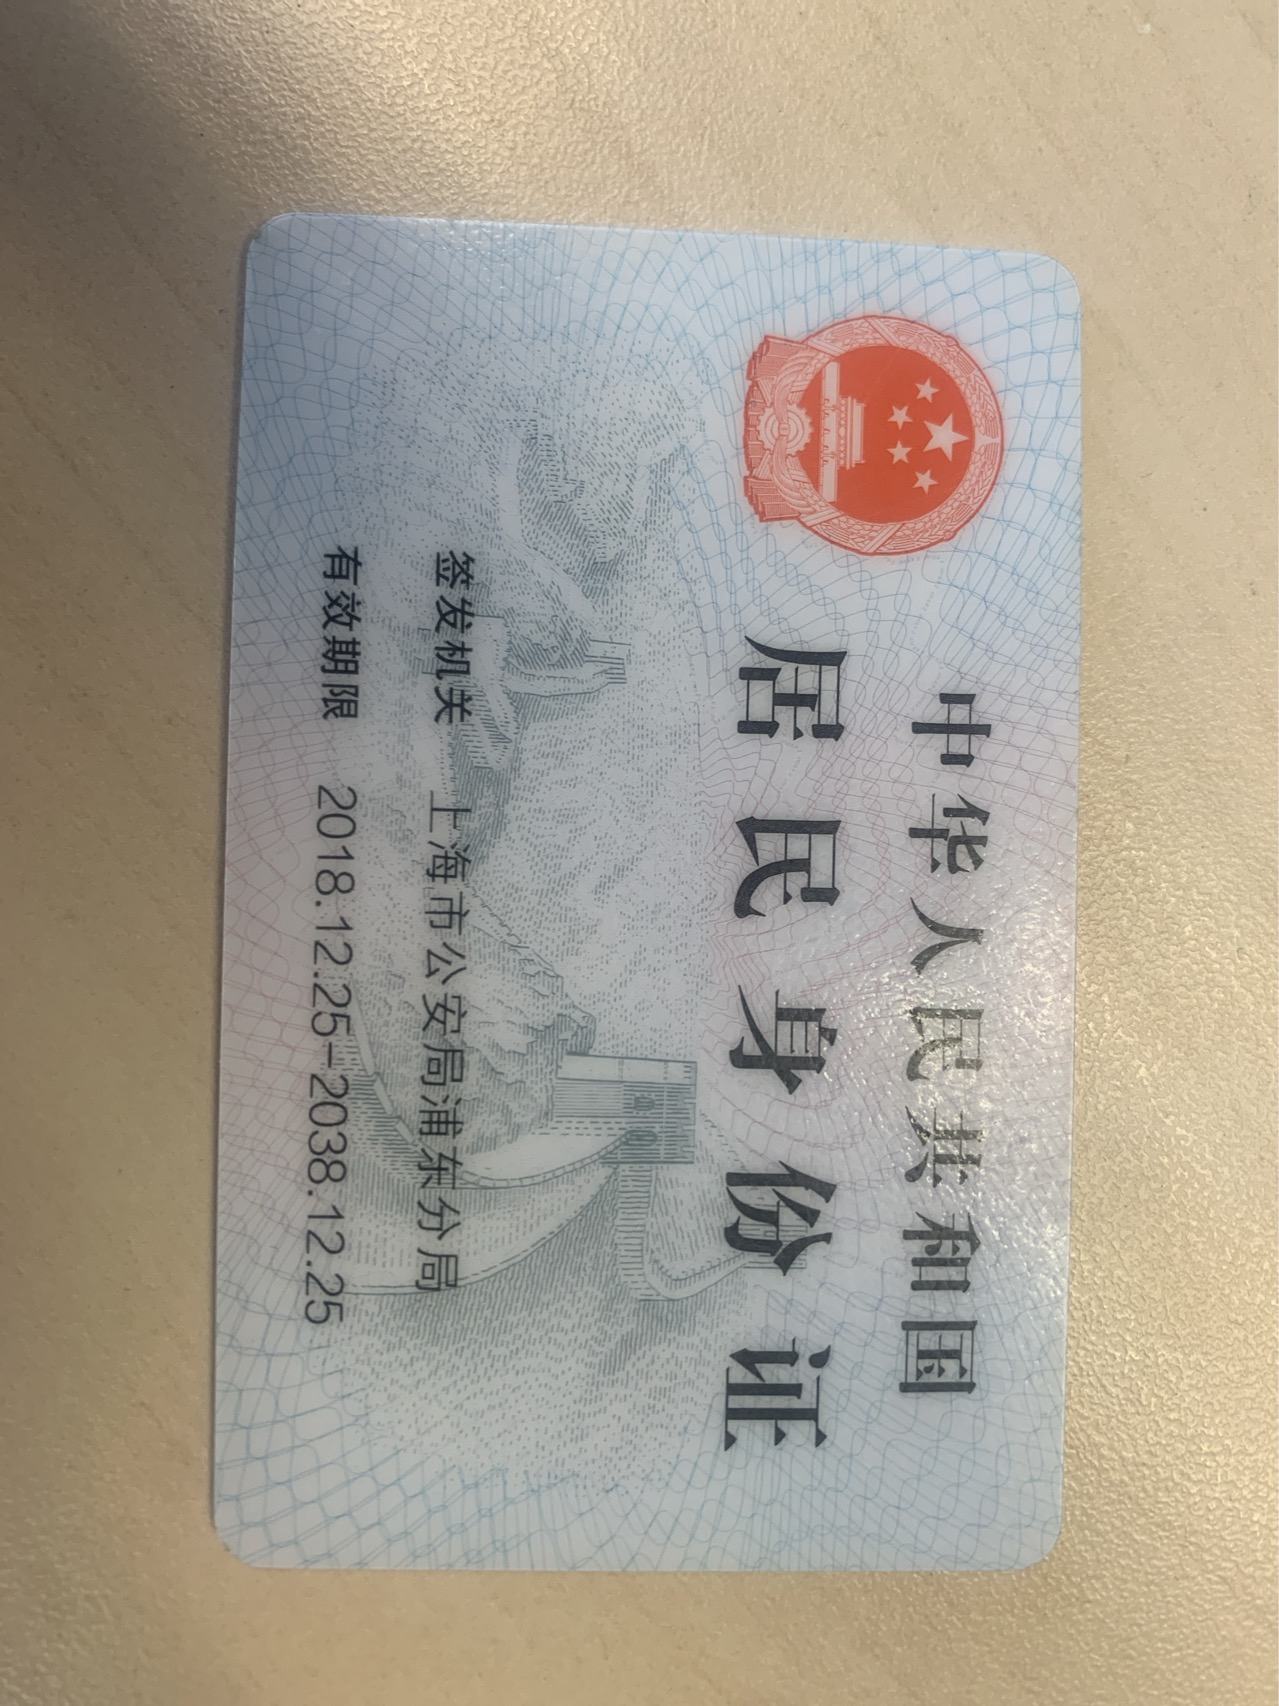 中华人民共和国
居民身份证
签发机关 上海市公安局浦东分局
有效期限 2018.12.25-2038.12.25